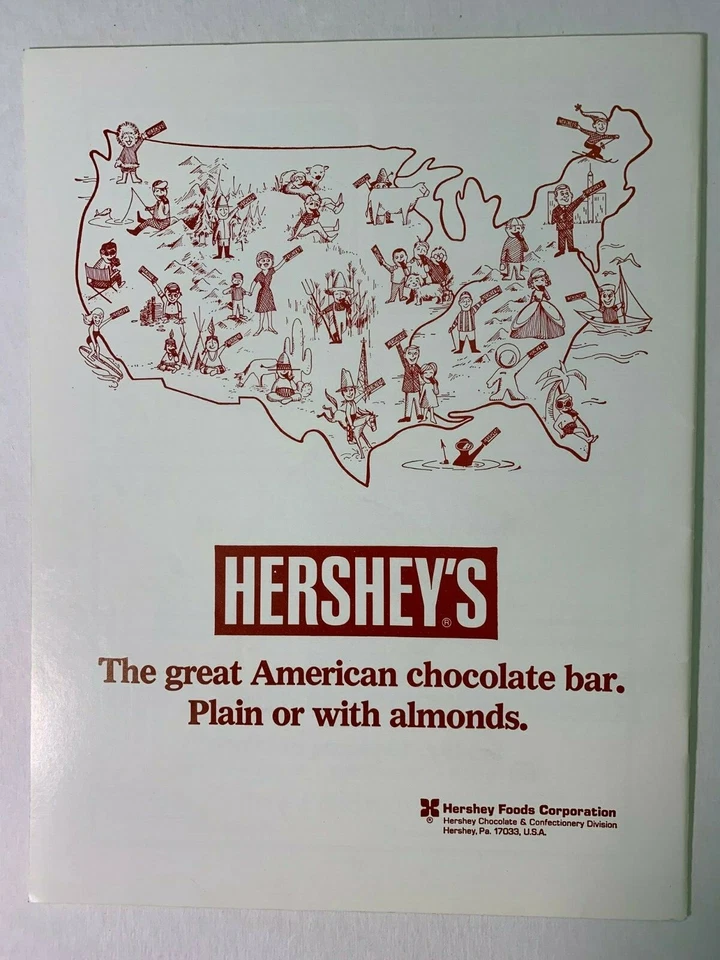 HERSHEY'S
®
The great American chocolate bar.
Plain or with almonds.
Hershey Foods Corporation
®
Hershey Chocolate & Confectionery Division
Hershey, Pa. 17033, U.S.A.